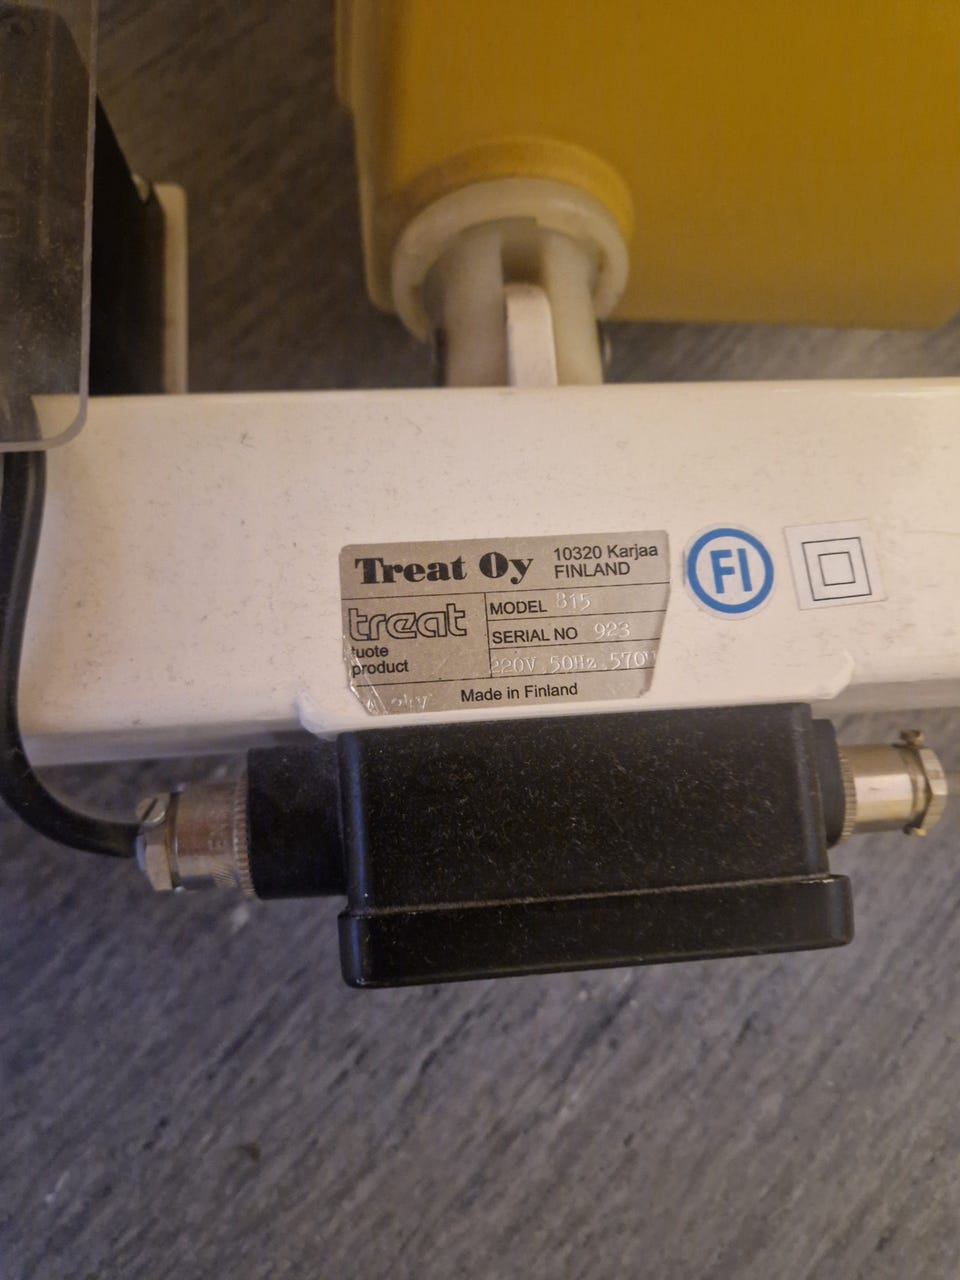 Treat Oy
10320 Karjaa
FINLAND
treat
tuote
product
MODEL 815
SERIAL NO 923
220V 50Hz 570W
Made in Finland
FI